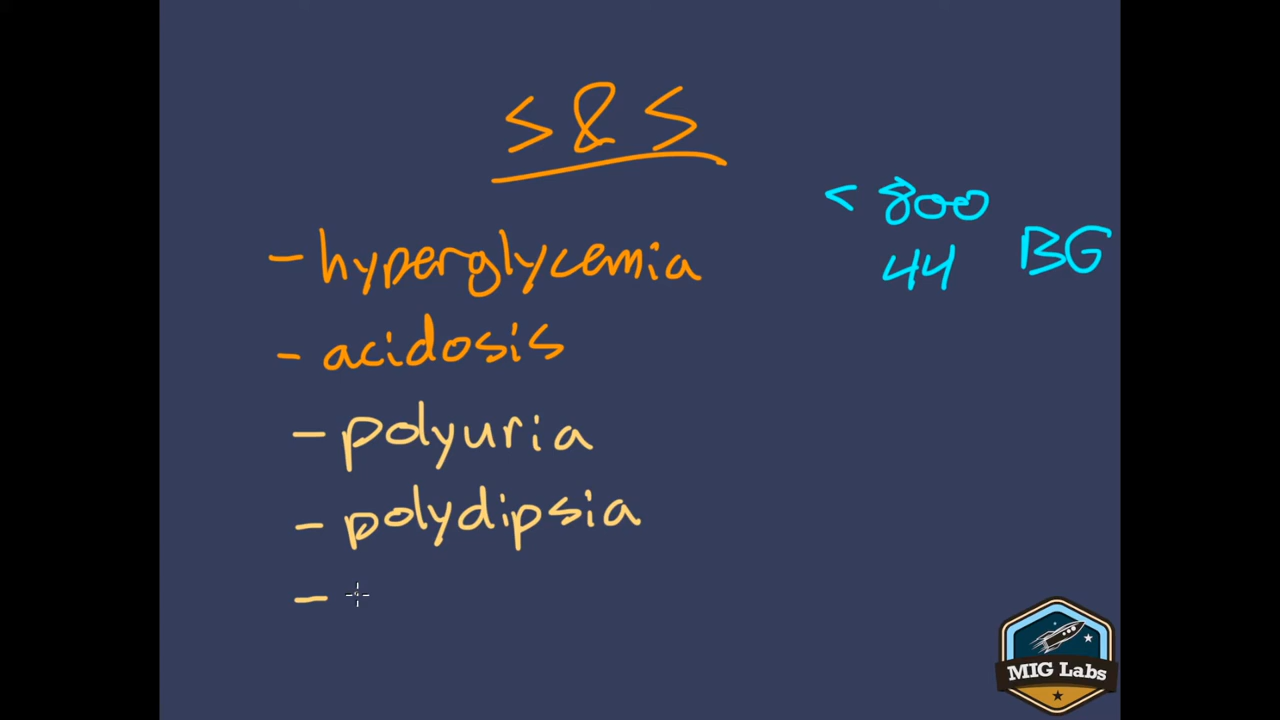 S & S
- hyperglycemia
- acidosis
- polyuria
- polydipsia
-
< 800
44
BG
MIG Labs